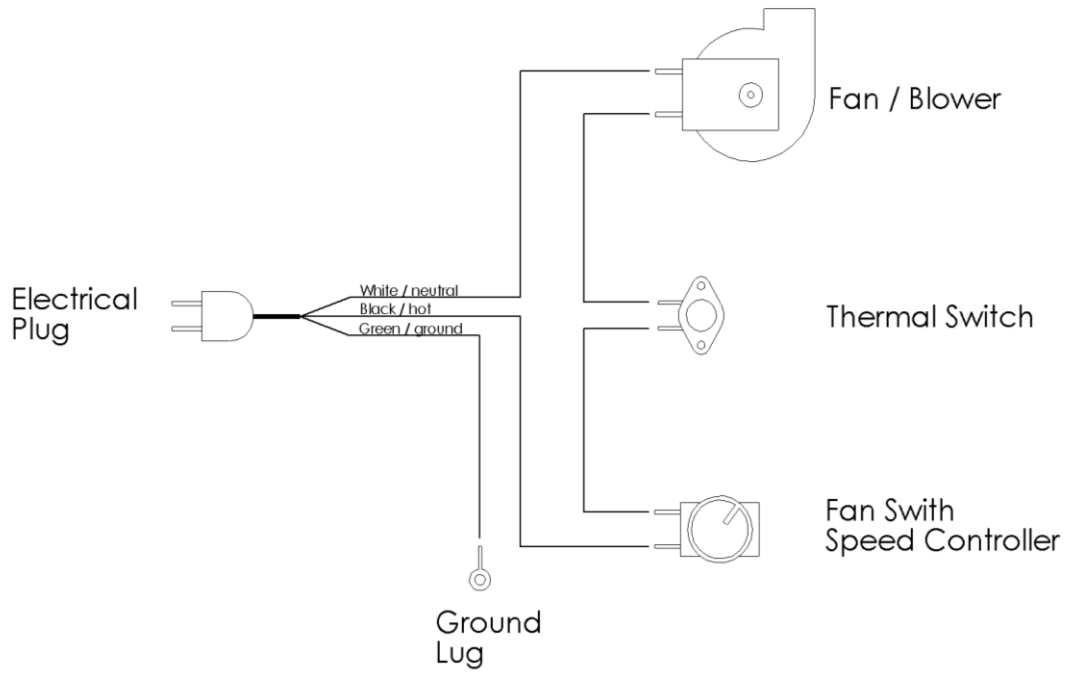 Fan / Blower
Electrical
Plug
White / neutral
Black / hot
Green / ground
Thermal Switch
Fan Swith
Speed Controller
Ground
Lug